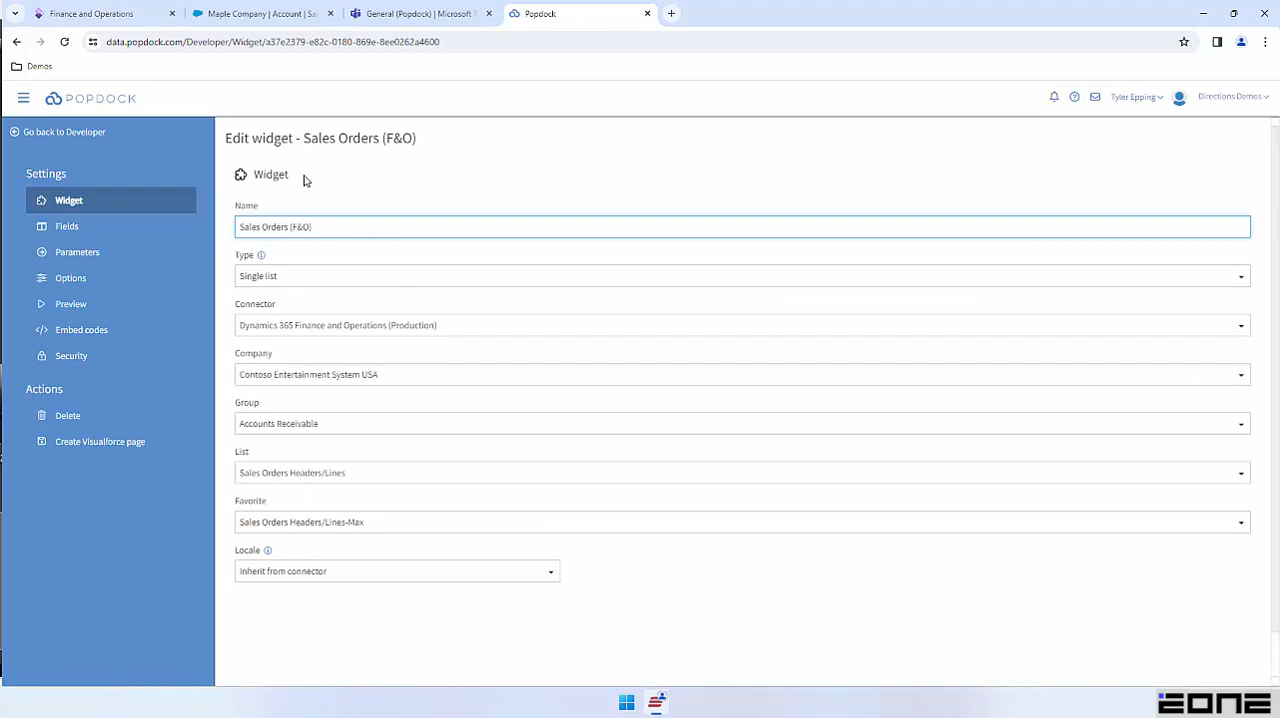 Finance and Operations
Maple Company | Account | Sal
General (Popdock) | Microsoft
Popdock
data.popdock.com/Developer/Widget/a37e2379-e82c-0180-869e-8ee0262a4600
Demos
POPDOCK
Tyler Epping
Directions Demos
Go back to Developer
Edit widget - Sales Orders (F&O)
Settings
Widget
Fields
Parameters
Options
Preview
Embed codes
Security
Actions
Delete
Create Visualforce page
Widget
Name
Sales Orders (F&O)
Type
Single list
Connector
Dynamics 365 Finance and Operations (Production)
Company
Contoso Entertainment System USA
Group
Accounts Receivable
List
Sales Orders Headers/Lines
Favorite
Sales Orders Headers/Lines-Max
Locale
Inherit from connector
eone